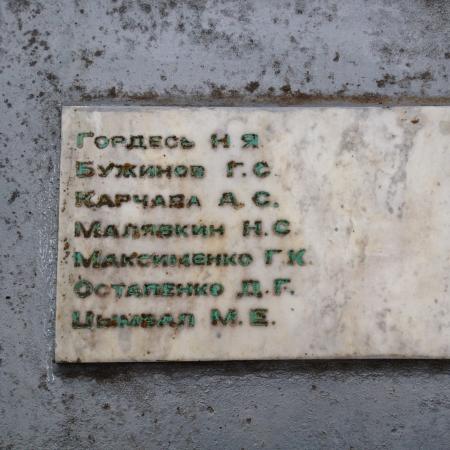 Гордесь Н.Я.
Бужинов Г.С.
Карчава А.С.
Малявкин Н.С.
Максименко Г.К.
Остапенко Д.Г.
Цымбал М.Е.